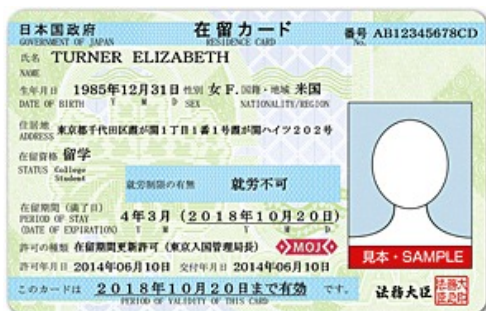 日本国政府 在留カード 番号 AB12345678CD
GOVERNMENT OF JAPAN RESIDENCE CARD No.
氏名 TURNER ELIZABETH
NAME
生年月日 1985年12月31日 性別 女 F. 国籍・地域 米国
DATE OF BIRTH Y M D SEX NATIONALITY/REGION
住居地 東京都千代田区霞が関1丁目1番1号霞が関ハイツ202号
ADDRESS
在留資格 留学
STATUS College
Student
就労制限の有無 就労不可
在留期間(満了日) 4年3月(2018年10月20日)
PERIOD OF STAY
(DATE OF EXPIRATION) Y M Y M D
許可の種類 在留期間更新許可(東京入国管理局長) MOJ
見本・SAMPLE
許可年月日 2014年06月10日 交付年月日 2014年06月10日
このカードは 2018年10月20日まで有効 です。
PERIOD OF VALIDITY OF THIS CARD
法務大臣